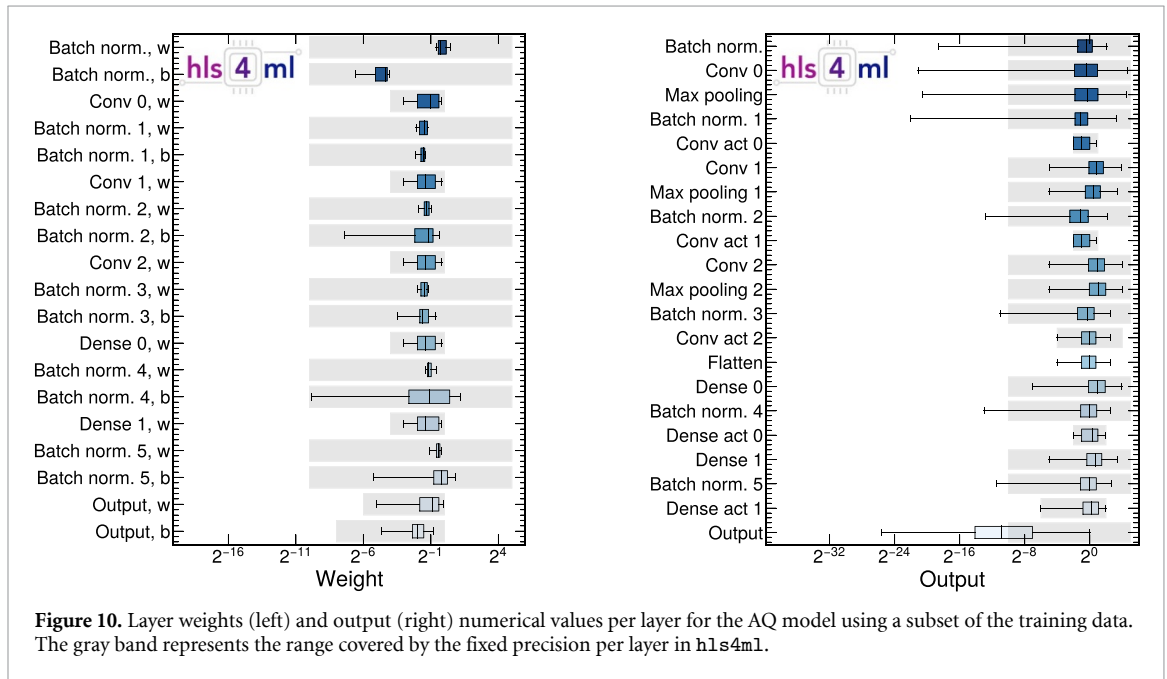 hls 4 ml
Batch norm., w
Batch norm., b
Conv 0, w
Batch norm. 1, w
Batch norm. 1, b
Conv 1, w
Batch norm. 2, w
Batch norm. 2, b
Conv 2, w
Batch norm. 3, w
Batch norm. 3, b
Dense 0, w
Batch norm. 4, w
Batch norm. 4, b
Dense 1, w
Batch norm. 5, w
Batch norm. 5, b
Output, w
Output, b
2⁻¹⁶ 2⁻¹¹ 2⁻⁶ 2⁻¹ 2⁴
Weight
hls 4 ml
Batch norm.
Conv 0
Max pooling
Batch norm. 1
Conv act 0
Conv 1
Max pooling 1
Batch norm. 2
Conv act 1
Conv 2
Max pooling 2
Batch norm. 3
Conv act 2
Flatten
Dense 0
Batch norm. 4
Dense act 0
Dense 1
Batch norm. 5
Dense act 1
Output
2⁻³² 2⁻²⁴ 2⁻¹⁶ 2⁻⁸ 2⁰
Output
Figure 10. Layer weights (left) and output (right) numerical values per layer for the AQ model using a subset of the training data.
The gray band represents the range covered by the fixed precision per layer in hls4ml.